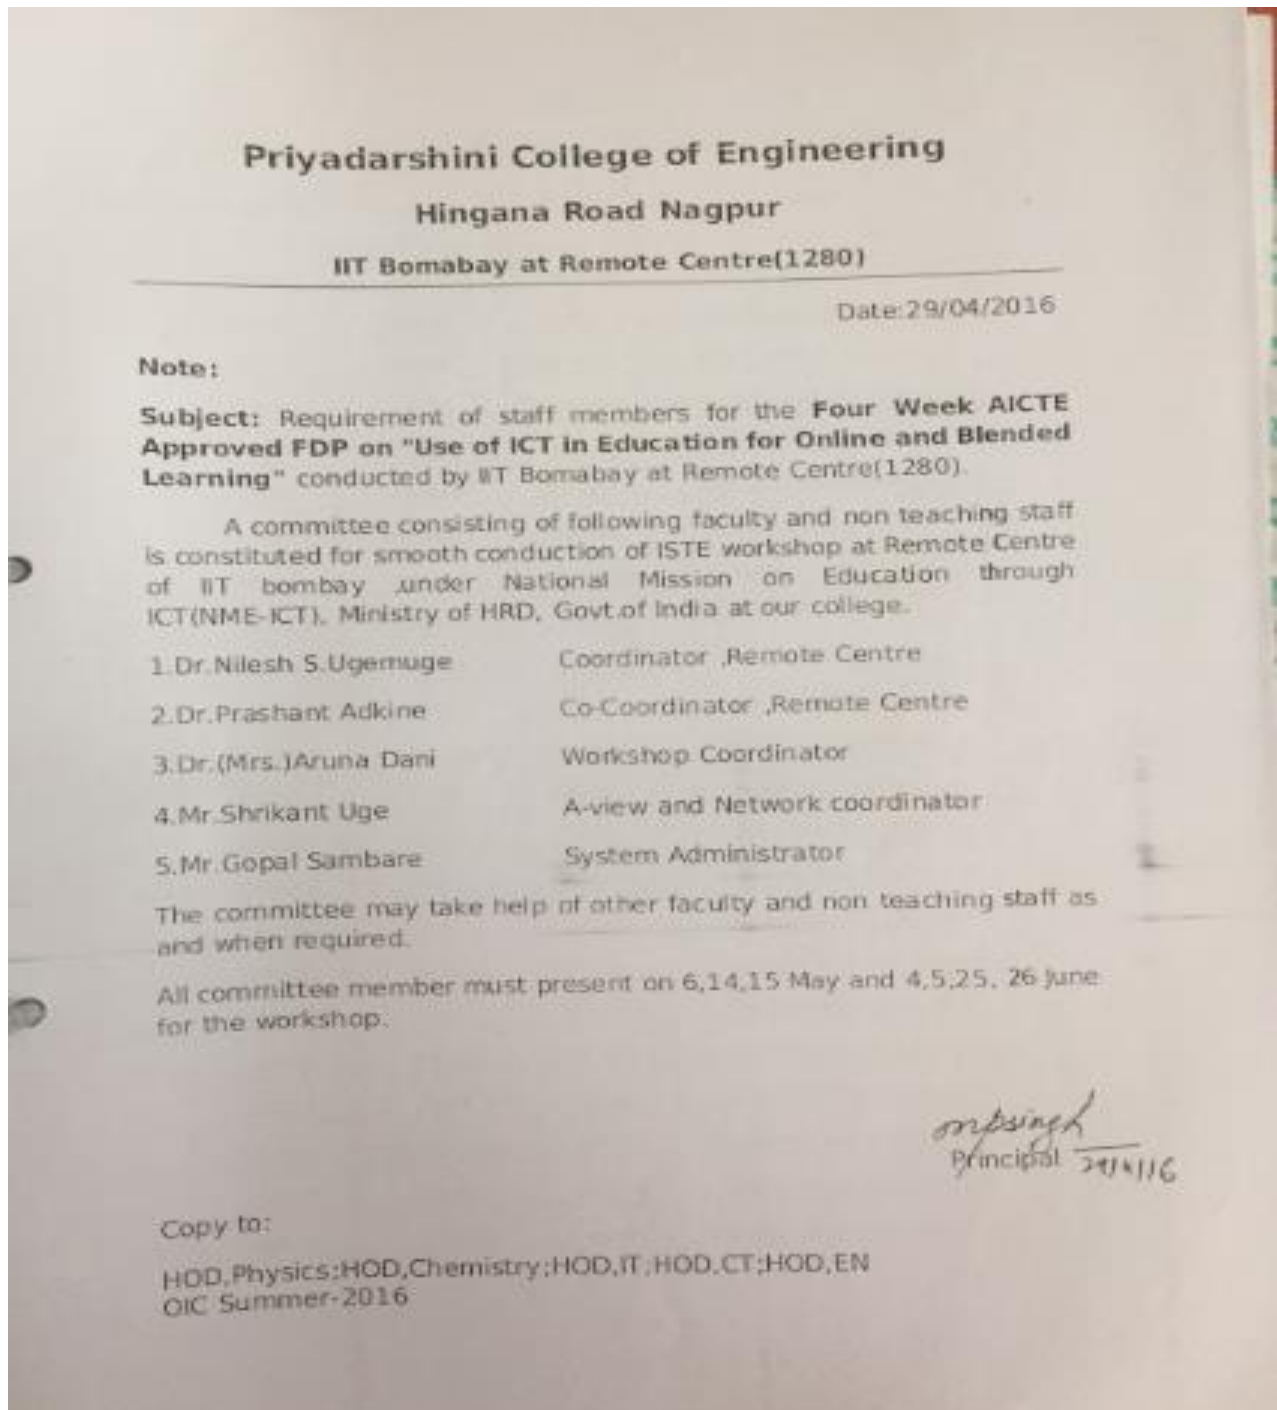 Priyadarshini College of Engineering
Hingana Road Nagpur
IIT Bomabay at Remote Centre(1280)
Date:29/04/2016
Note:
Subject: Requirement of staff members for the Four Week AICTE
Approved FDP on "Use of ICT in Education for Online and Blended
Learning" conducted by IIT Bomabay at Remote Centre(1280).
A committee consisting of following faculty and non teaching staff
is constituted for smooth conduction of ISTE workshop at Remote Centre
of IIT bombay under National Mission on Education through
ICT(NME-ICT), Ministry of HRD, Govt.of India at our college.
1.Dr.Nilesh S.Ugemuge Coordinator ,Remote Centre
2.Dr.Prashant Adkine Co-Coordinator ,Remote Centre
3.Dr.(Mrs.)Aruna Dani Workshop Coordinator
4.Mr.Shrikant Uge A-view and Network coordinator
5.Mr.Gopal Sambare System Administrator
The committee may take help of other faculty and non teaching staff as
and when required.
All committee member must present on 6,14,15 May and 4,5,25, 26 June
for the workshop.
mpsingh
Principal 29/4/16
Copy to:
HOD,Physics;HOD,Chemistry;HOD,IT;HOD,CT;HOD,EN
OIC Summer-2016